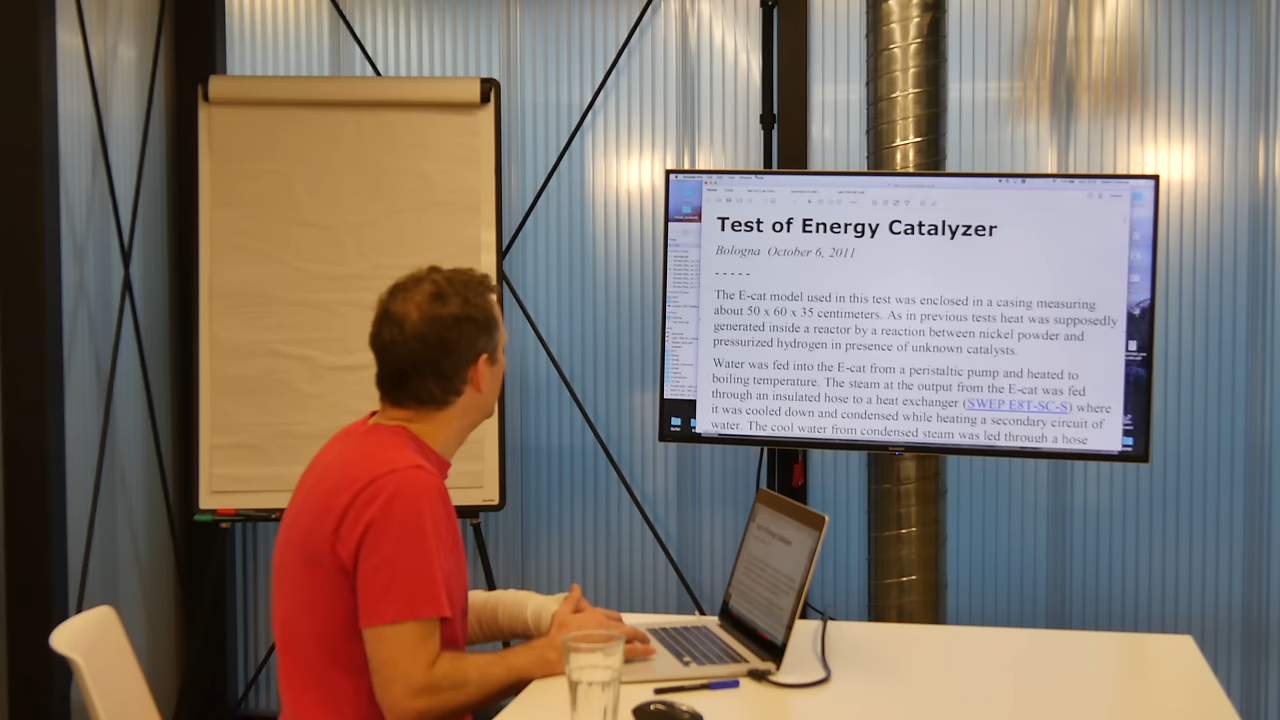 Test of Energy Catalyzer
Bologna October 6, 2011
- - - - -
The E-cat model used in this test was enclosed in a casing measuring
about 50 x 60 x 35 centimeters. As in previous tests heat was supposedly
generated inside a reactor by a reaction between nickel powder and
pressurized hydrogen in presence of unknown catalysts.
Water was fed into the E-cat from a peristaltic pump and heated to
boiling temperature. The steam at the output from the E-cat was fed
through an insulated hose to a heat exchanger (SWEP E8T-SC-S) where
it was cooled down and condensed while heating a secondary circuit of
water. The cool water from condensed steam was led through a hose